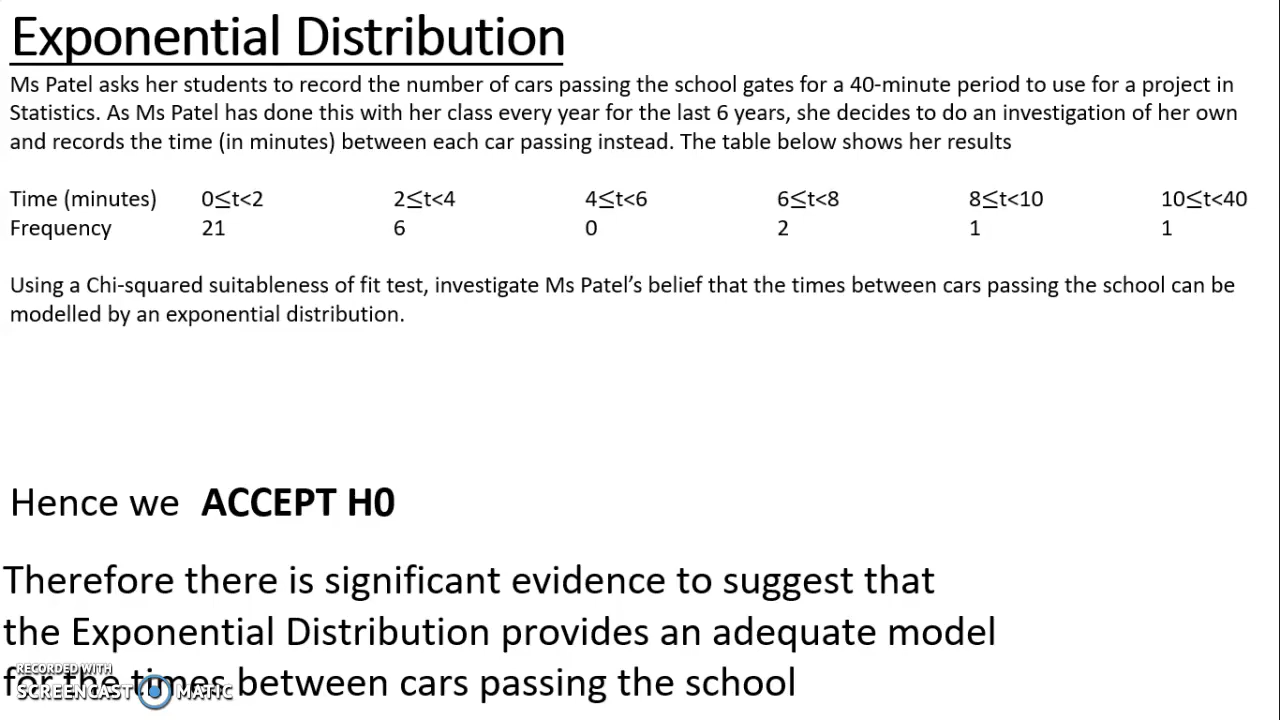 Exponential Distribution
Ms Patel asks her students to record the number of cars passing the school gates for a 40-minute period to use for a project in
Statistics. As Ms Patel has done this with her class every year for the last 6 years, she decides to do an investigation of her own
and records the time (in minutes) between each car passing instead. The table below shows her results
Time (minutes) 0≤t<2 2≤t<4 4≤t<6 6≤t<8 8≤t<10 10≤t<40
Frequency 21 6 0 2 1 1
Using a Chi-squared suitableness of fit test, investigate Ms Patel's belief that the times between cars passing the school can be
modelled by an exponential distribution.
Hence we ACCEPT H0
Therefore there is significant evidence to suggest that
the Exponential Distribution provides an adequate model
for the times between cars passing the school
RECORDED WITH
SCREENCAST MATIC